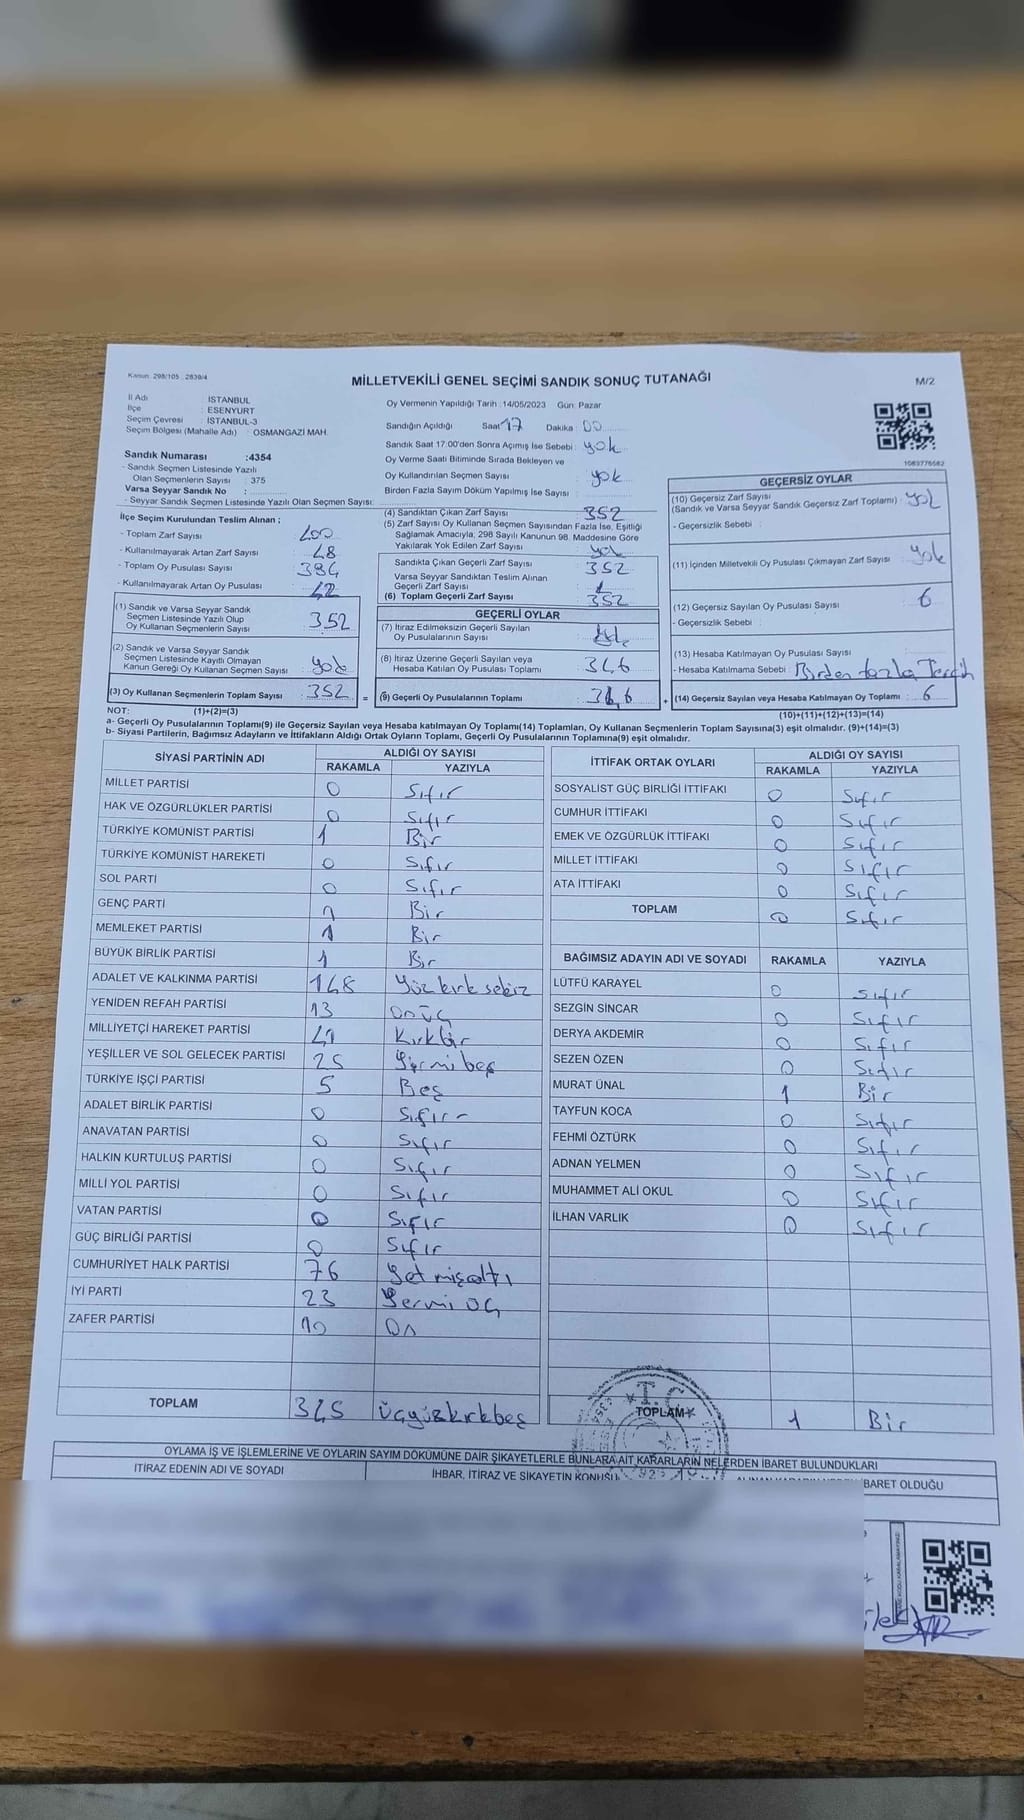 Kanun: 298/105 , 2839/4
MİLLETVEKİLİ GENEL SEÇİMİ SANDIK SONUÇ TUTANAĞI
M/2
İl Adı : İSTANBUL
İlçe : ESENYURT
Seçim Çevresi : İSTANBUL-3
Seçim Bölgesi (Mahalle Adı) : OSMANGAZİ MAH.
Sandık Numarası :4354
- Sandık Seçmen Listesinde Yazılı
Olan Seçmenlerin Sayısı : 375
Varsa Seyyar Sandık No :
- Seyyar Sandık Seçmen Listesinde Yazılı Olan Seçmen Sayısı:
Oy Vermenin Yapıldığı Tarih : 14/05/2023 Gün: Pazar
Sandığın Açıldığı Saat 17 Dakika : 00
Sandık Saat 17:00'den Sonra Açımış İse Sebebi : yok
Oy Verme Saati Bitiminde Sırada Bekleyen ve
Oy Kullandırılan Seçmen Sayısı : yok
Birden Fazla Sayım Döküm Yapılmış İse Sayısı :
1083776582
İlçe Seçim Kurulundan Teslim Alınan ;
- Toplam Zarf Sayısı : 400
- Kullanılmayarak Artan Zarf Sayısı : 48
- Toplam Oy Pusulası Sayısı : 394
- Kullanılmayarak Artan Oy Pusulası : 42
(1) Sandık ve Varsa Seyyar Sandık
Seçmen Listesinde Yazılı Olup
Oy Kullanan Seçmenlerin Sayısı : 352
(2) Sandık ve Varsa Seyyar Sandık
Seçmen Listesinde Kayıtlı Olmayan
Kanun Gereği Oy Kullanan Seçmen Sayısı : yok
(3) Oy Kullanan Seçmenlerin Toplam Sayısı : 352 =
(4) Sandıktan Çıkan Zarf Sayısı : 352
(5) Zarf Sayısı Oy Kullanan Seçmen Sayısından Fazla İse, Eşitliği
Sağlamak Amacıyla, 298 Sayılı Kanunun 98. Maddesine Göre
Yakılarak Yok Edilen Zarf Sayısı : yok
Sandıkta Çıkan Geçerli Zarf Sayısı : 352
Varsa Seyyar Sandıktan Teslim Alınan
Geçerli Zarf Sayısı :
(6) Toplam Geçerli Zarf Sayısı : 352
GEÇERLİ OYLAR
(7) İtiraz Edilmeksizin Geçerli Sayılan
Oy Pusulalarının Sayısı :
(8) İtiraz Üzerine Geçerli Sayılan veya
Hesaba Katılan Oy Pusulası Toplamı : 346
(9) Geçerli Oy Pusulalarının Toplamı : 346 +
GEÇERSİZ OYLAR
(10) Geçersiz Zarf Sayısı
(Sandık ve Varsa Seyyar Sandık Geçersiz Zarf Toplamı) : yok
- Geçersizlik Sebebi :
(11) İçinden Milletvekili Oy Pusulası Çıkmayan Zarf Sayısı : yok
(12) Geçersiz Sayılan Oy Pusulası Sayısı : 6
- Geçersizlik Sebebi :
(13) Hesaba Katılmayan Oy Pusulası Sayısı :
- Hesaba Katılmama Sebebi : Birden fazla Tercih
(14) Geçersiz Sayılan veya Hesaba Katılmayan Oy Toplamı : 6
NOT: (1)+(2)=(3)
(10)+(11)+(12)+(13)=(14)
a- Geçerli Oy Pusulalarının Toplamı(9) ile Geçersiz Sayılan veya Hesaba katılmayan Oy Toplamı(14) Toplamları, Oy Kullanan Seçmenlerin Toplam Sayısına(3) eşit olmalıdır. (9)+(14)=(3)
b- Siyasi Partilerin, Bağımsız Adayların ve İttifakların Aldığı Ortak Oyların Toplamı, Geçerli Oy Pusulalarının Toplamına(9) eşit olmalıdır.
SİYASİ PARTİNİN ADI ALDIĞI OY SAYISI
RAKAMLA YAZIYLA
MİLLET PARTİSİ 0 Sıfır
HAK VE ÖZGÜRLÜKLER PARTİSİ 0 Sıfır
TÜRKİYE KOMÜNİST PARTİSİ 1 Bir
TÜRKİYE KOMÜNİST HAREKETİ 0 Sıfır
SOL PARTİ 0 Sıfır
GENÇ PARTİ 1 Bir
MEMLEKET PARTİSİ 1 Bir
BÜYÜK BİRLİK PARTİSİ 1 Bir
ADALET VE KALKINMA PARTİSİ 148 Yüzkırksekiz
YENİDEN REFAH PARTİSİ 13 Onüç
MİLLİYETÇİ HAREKET PARTİSİ 41 Kırkbir
YEŞİLLER VE SOL GELECEK PARTİSİ 25 Yirmibeş
TÜRKİYE İŞÇİ PARTİSİ 5 Beş
ADALET BİRLİK PARTİSİ 0 Sıfır
ANAVATAN PARTİSİ 0 Sıfır
HALKIN KURTULUŞ PARTİSİ 0 Sıfır
MİLLİ YOL PARTİSİ 0 Sıfır
VATAN PARTİSİ 0 Sıfır
GÜÇ BİRLİĞİ PARTİSİ 0 Sıfır
CUMHURİYET HALK PARTİSİ 76 Yetmişaltı
İYİ PARTİ 23 Yermi üç
ZAFER PARTİSİ 10 On
TOPLAM 345 Üçyüzkırkbeş
İTTİFAK ORTAK OYLARI ALDIĞI OY SAYISI
RAKAMLA YAZIYLA
SOSYALİST GÜÇ BİRLİĞİ İTTİFAKI 0 Sıfır
CUMHUR İTTİFAKI 0 Sıfır
EMEK VE ÖZGÜRLÜK İTTİFAKI 0 Sıfır
MİLLET İTTİFAKI 0 Sıfır
ATA İTTİFAKI 0 Sıfır
TOPLAM 0 Sıfır
BAĞIMSIZ ADAYIN ADI VE SOYADI RAKAMLA YAZIYLA
LÜTFÜ KARAYEL 0 Sıfır
SEZGİN SİNCAR 0 Sıfır
DERYA AKDEMİR 0 Sıfır
SEZEN ÖZEN 0 Sıfır
MURAT ÜNAL 1 Bir
TAYFUN KOCA 0 Sıfır
FEHMİ ÖZTÜRK 0 Sıfır
ADNAN YELMEN 0 Sıfır
MUHAMMET ALİ OKUL 0 Sıfır
İLHAN VARLIK 0 Sıfır
T.C
TOPLAM 1 Bir
OYLAMA İŞ VE İŞLEMLERİNE VE OYLARIN SAYIM DÖKÜMÜNE DAİR ŞİKAYETLERLE BUNLARA AİT KARARLARIN NELERDEN İBARET BULUNDUKLARI
İTİRAZ EDENİN ADI VE SOYADI İHBAR, İTİRAZ VE ŞİKAYETİN KONUSU BARET OLDUĞU